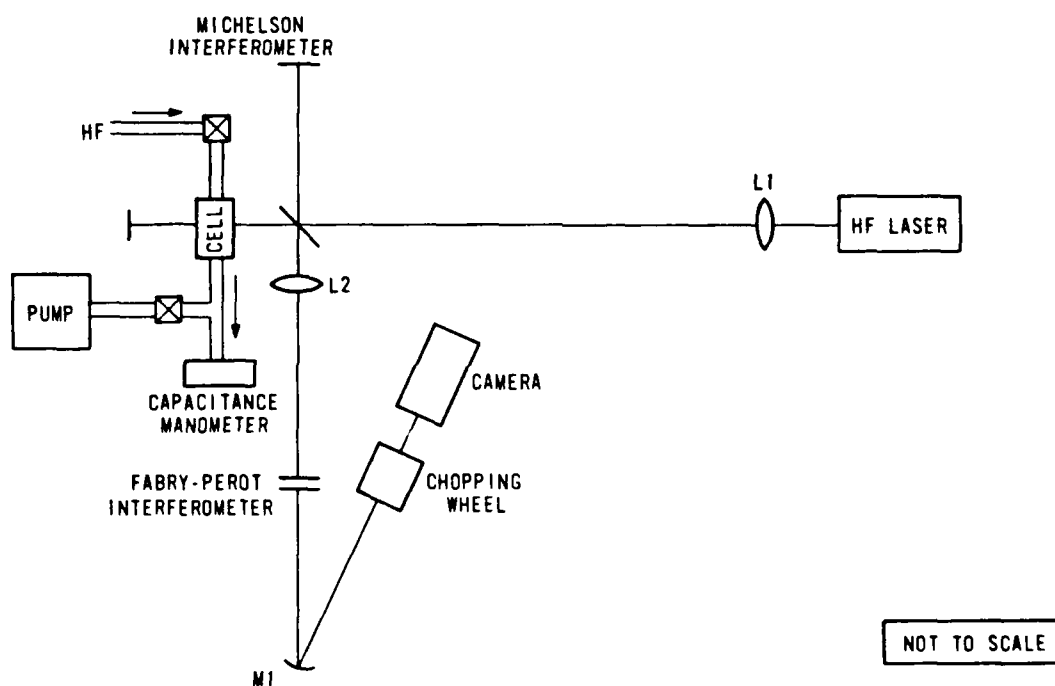 MICHELSON
INTERFEROMETER
HF
L1
HF LASER
CELL
L2
PUMP
CAMERA
CAPACITANCE
MANOMETER
CHOPPING
WHEEL
FABRY-PEROT
INTERFEROMETER
NOT TO SCALE
M1